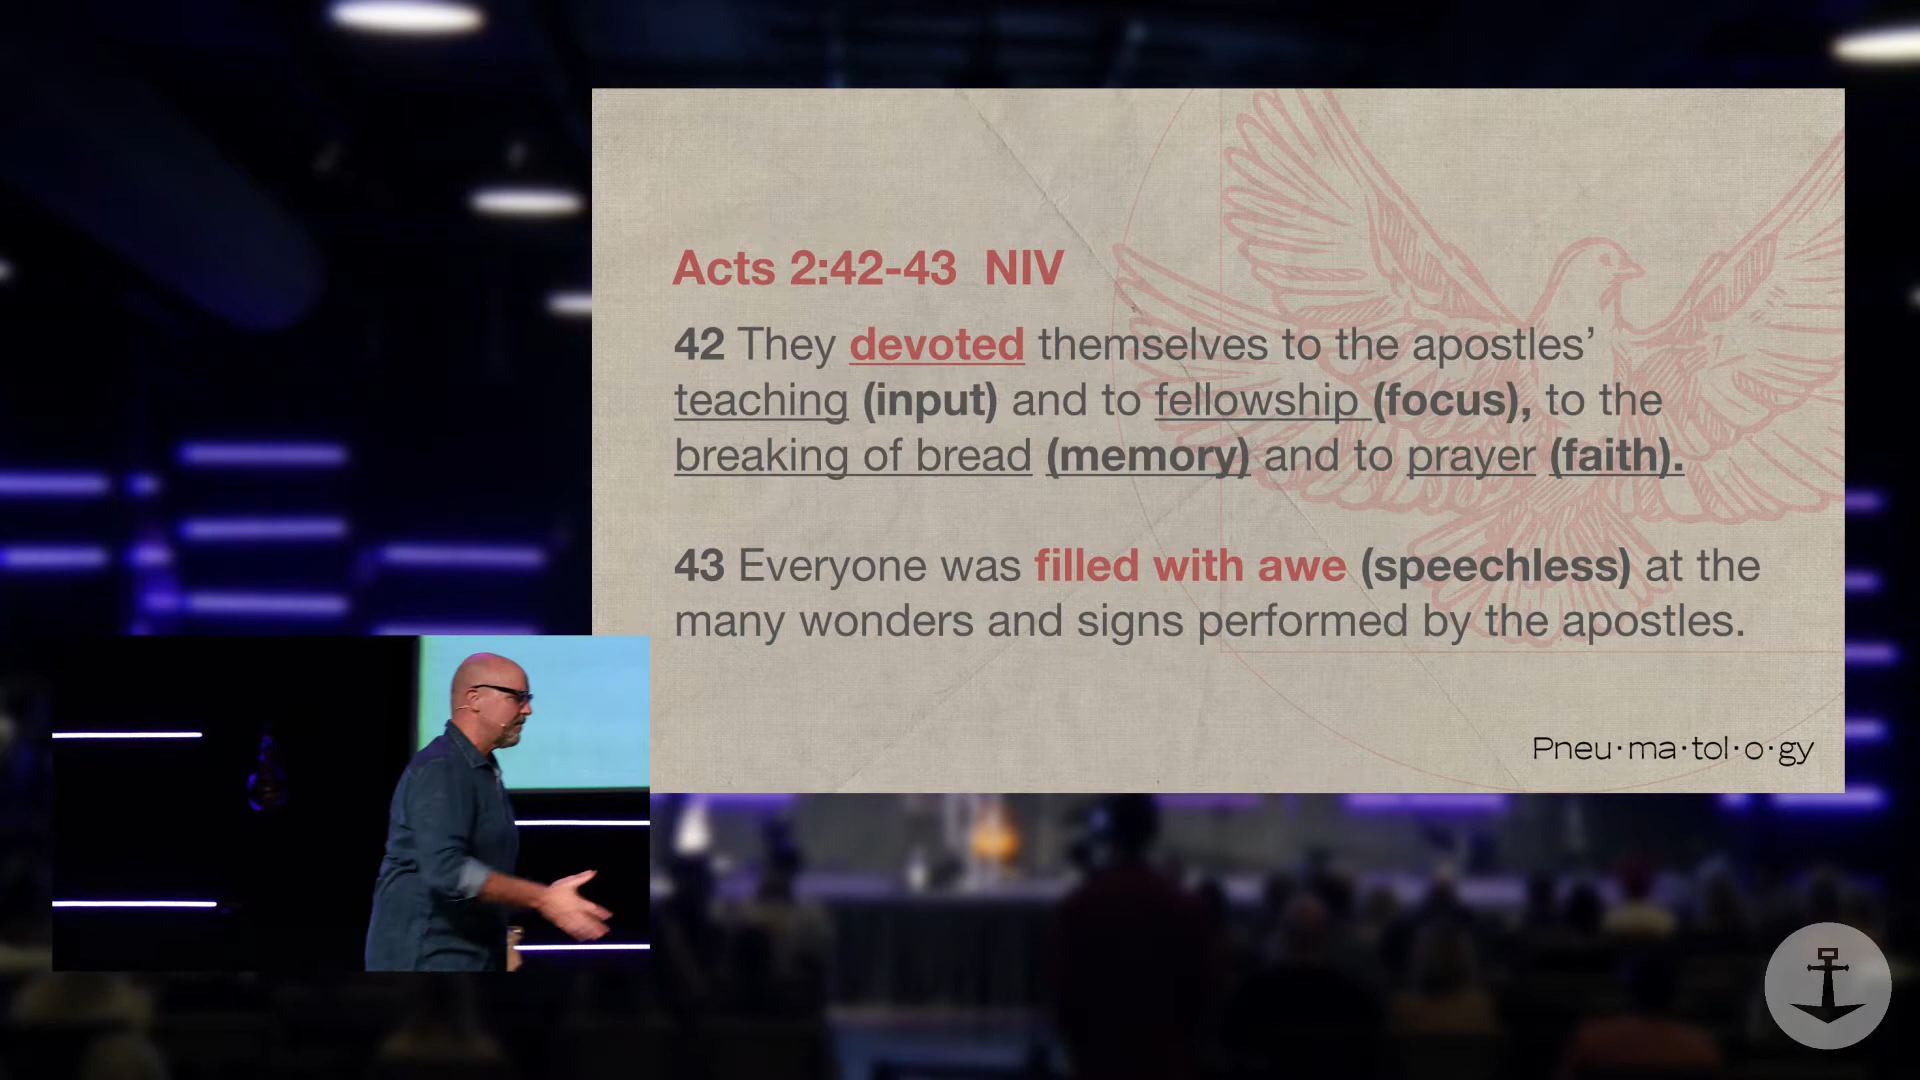 Acts 2:42-43 NIV
42 They devoted themselves to the apostles’
teaching (input) and to fellowship (focus), to the
breaking of bread (memory) and to prayer (faith).
43 Everyone was filled with awe (speechless) at the
many wonders and signs performed by the apostles.
Pneu·ma·tol·o·gy